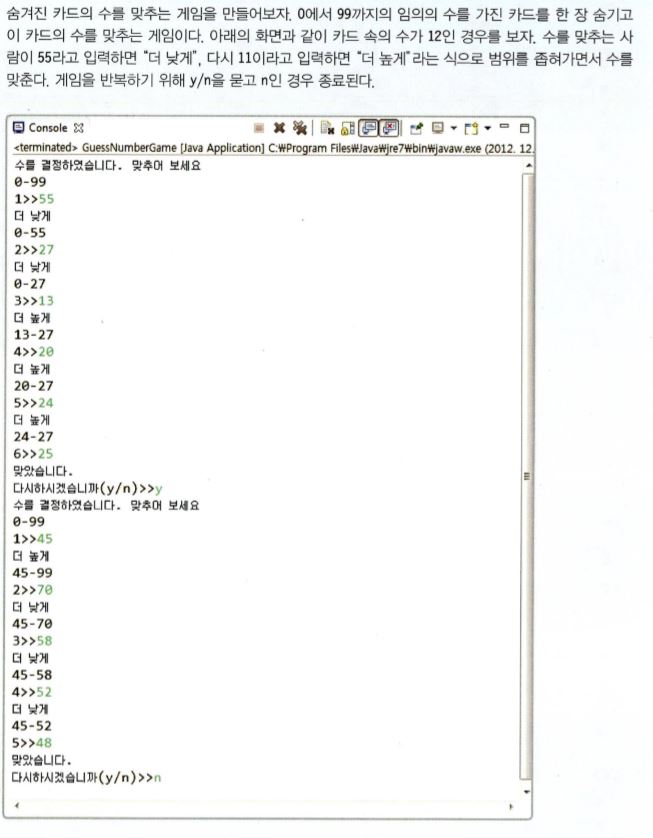 숨겨진 카드의 수를 맞추는 게임을 만들어보자. 0에서 99까지의 임의의 수를 가진 카드를 한 장 숨기고
이 카드의 수를 맞추는 게임이다. 아래의 화면과 같이 카드 속의 수가 12인 경우를 보자. 수를 맞추는 사
람이 55라고 입력하면 "더 낮게", 다시 11이라고 입력하면 "더 높게"라는 식으로 범위를 좁혀가면서 수를
맞춘다. 게임을 반복하기 위해 y/n을 묻고 n인 경우 종료된다.
Console
<terminated> GuessNumberGame [Java Application] C:₩Program Files₩Java₩jre7₩bin₩javaw.exe (2012. 12.
수를 결정하였습니다. 맞추어 보세요
0-99
1>>55
더 낮게
0-55
2>>27
더 낮게
0-27
3>>13
더 높게
13-27
4>>20
더 높게
20-27
5>>24
더 높게
24-27
6>>25
맞았습니다.
다시하시겠습니까(y/n)>>y
수를 결정하였습니다. 맞추어 보세요
0-99
1>>45
더 높게
45-99
2>>70
더 낮게
45-70
3>>58
더 낮게
45-58
4>>52
더 낮게
45-52
5>>48
맞았습니다.
다시하시겠습니까(y/n)>>n